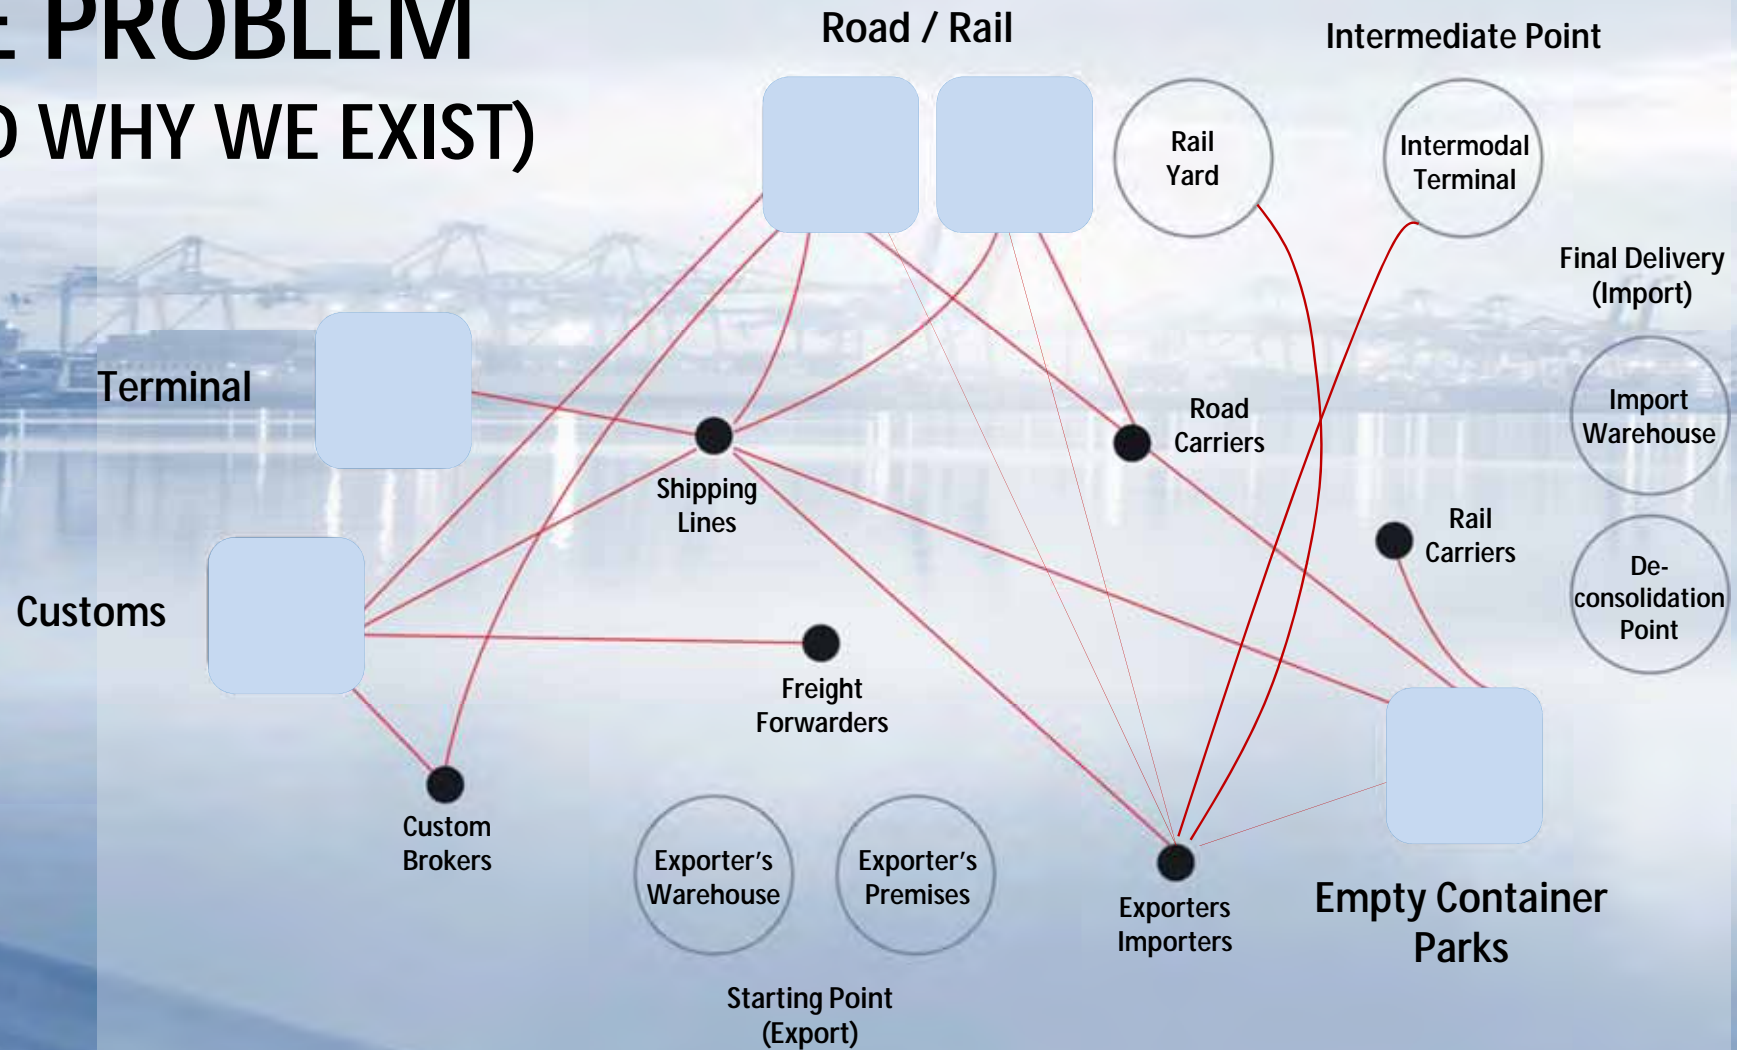 E PROBLEM
O WHY WE EXIST)
Road / Rail
Intermediate Point
Rail
Yard
Intermodal
Terminal
Final Delivery
(Import)
Terminal
Import
Warehouse
Road
Carriers
Shipping
Lines
Rail
Carriers
De-
consolidation
Point
Customs
Freight
Forwarders
Custom
Brokers
Exporter's
Warehouse
Exporter's
Premises
Exporters
Importers
Empty Container
Parks
Starting Point
(Export)